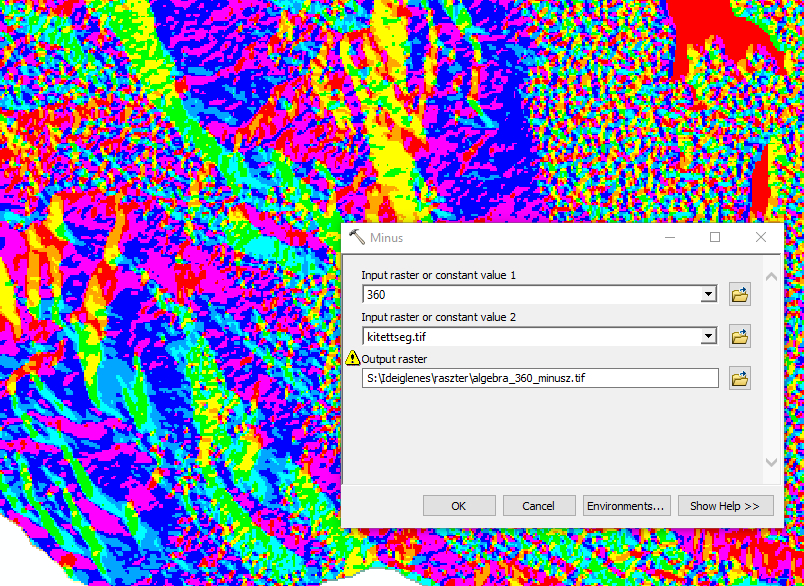 Minus
Input raster or constant value 1
360
Input raster or constant value 2
kitettseg.tif
Output raster
S:\Ideiglenes\raszter\algebra_360_minusz.tif
OK Cancel Environments... Show Help >>